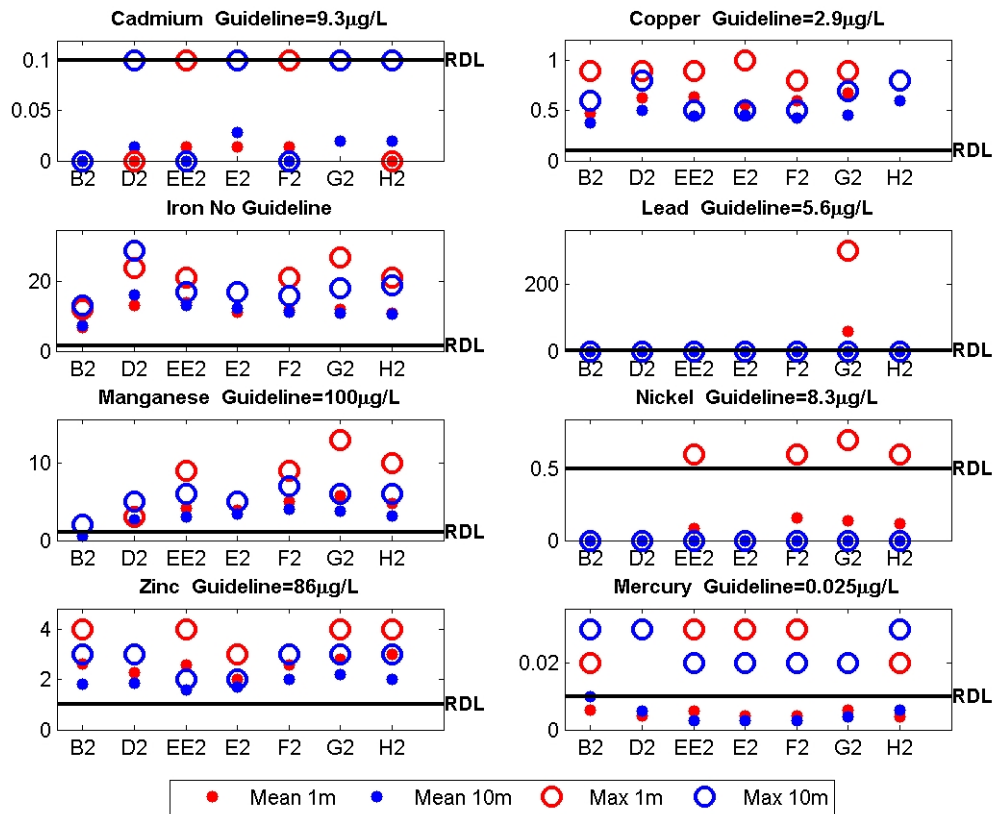 Cadmium Guideline=9.3μg/L
0.1
0.05
0
RDL
B2 D2 EE2 E2 F2 G2 H2
Copper Guideline=2.9μg/L
1
0.5
0
RDL
B2 D2 EE2 E2 F2 G2 H2
Iron No Guideline
20
0
RDL
B2 D2 EE2 E2 F2 G2 H2
Lead Guideline=5.6μg/L
200
0
RDL
B2 D2 EE2 E2 F2 G2 H2
Manganese Guideline=100μg/L
10
0
RDL
B2 D2 EE2 E2 F2 G2 H2
Nickel Guideline=8.3μg/L
0.5
0
RDL
B2 D2 EE2 E2 F2 G2 H2
Zinc Guideline=86μg/L
4
2
0
RDL
B2 D2 EE2 E2 F2 G2 H2
Mercury Guideline=0.025μg/L
0.02
0
RDL
B2 D2 EE2 E2 F2 G2 H2
Mean 1m Mean 10m Max 1m Max 10m